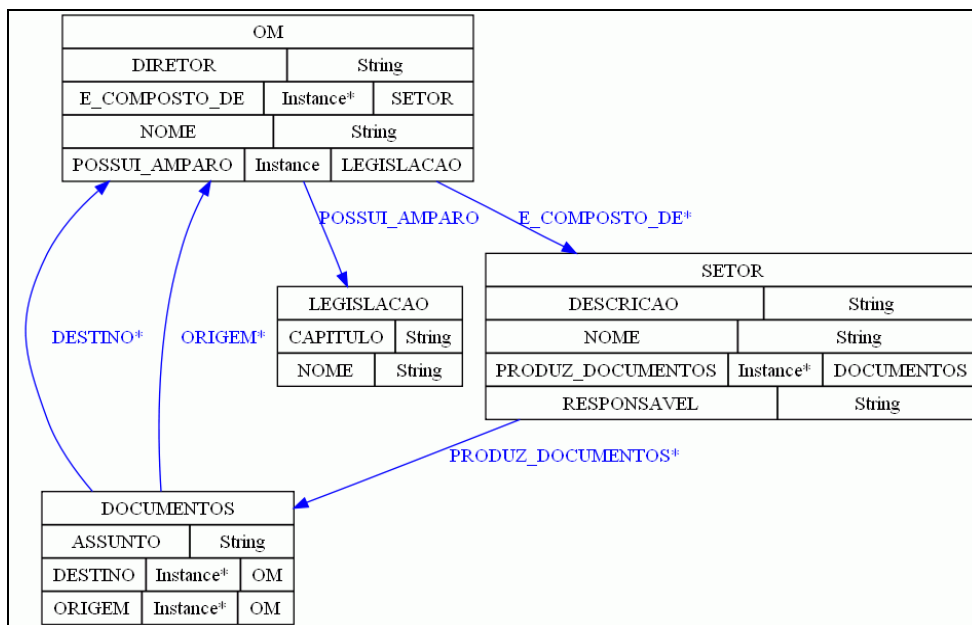 OM
DIRETOR String
E_COMPOSTO_DE Instance* SETOR
NOME String
POSSUI_AMPARO Instance LEGISLACAO
POSSUI_AMPARO E_COMPOSTO_DE*
SETOR
DESCRICAO String
NOME String
PRODUZ_DOCUMENTOS Instance* DOCUMENTOS
RESPONSAVEL String
LEGISLACAO
CAPITULO String
NOME String
DESTINO* ORIGEM*
PRODUZ_DOCUMENTOS*
DOCUMENTOS
ASSUNTO String
DESTINO Instance* OM
ORIGEM Instance* OM